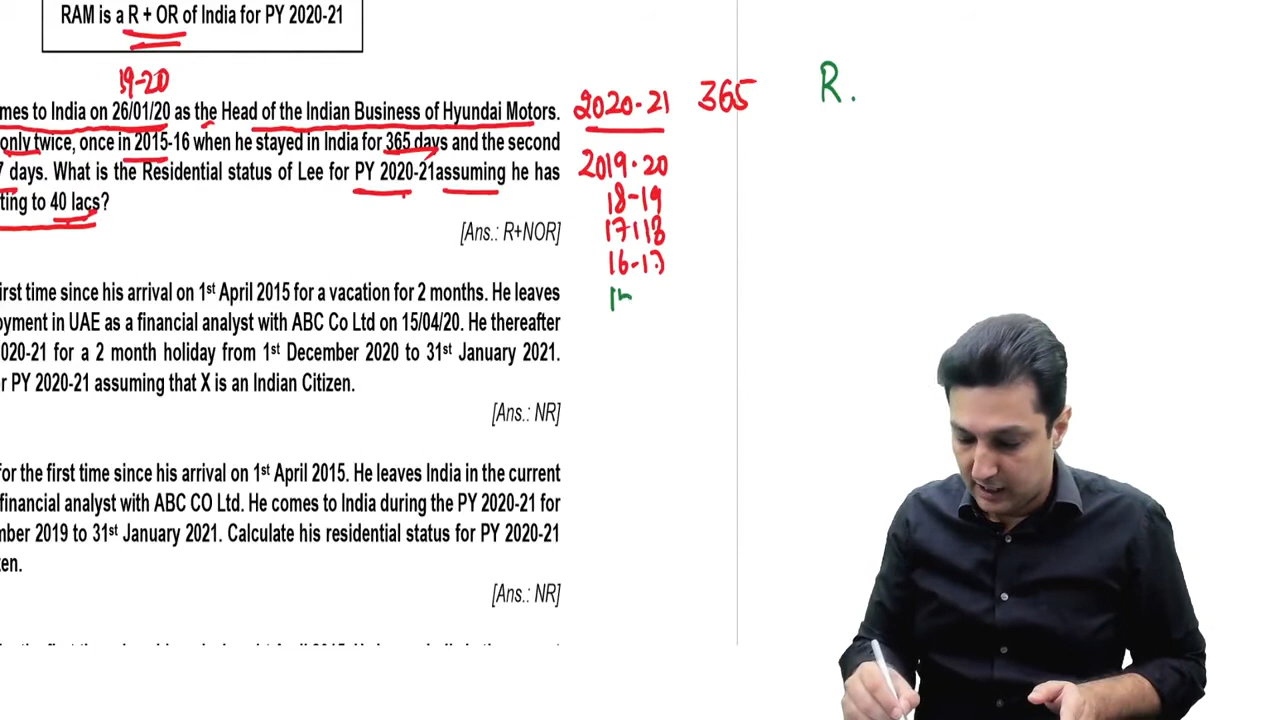 RAM is a R + OR of India for PY 2020-21
19-20
mes to India on 26/01/20 as the Head of the Indian Business of Hyundai Motors.
only twice, once in 2015-16 when he stayed in India for 365 days and the second
7 days. What is the Residential status of Lee for PY 2020-21assuming he has
ting to 40 lacs?
[Ans.: R+NOR]
2020-21 365 R.
2019-20
18-19
17-18
16-17
irst time since his arrival on 1st April 2015 for a vacation for 2 months. He leaves
oyment in UAE as a financial analyst with ABC Co Ltd on 15/04/20. He thereafter
020-21 for a 2 month holiday from 1st December 2020 to 31st January 2021.
r PY 2020-21 assuming that X is an Indian Citizen.
[Ans.: NR]
for the first time since his arrival on 1st April 2015. He leaves India in the current
financial analyst with ABC CO Ltd. He comes to India during the PY 2020-21 for
mber 2019 to 31st January 2021. Calculate his residential status for PY 2020-21
zen.
[Ans.: NR]